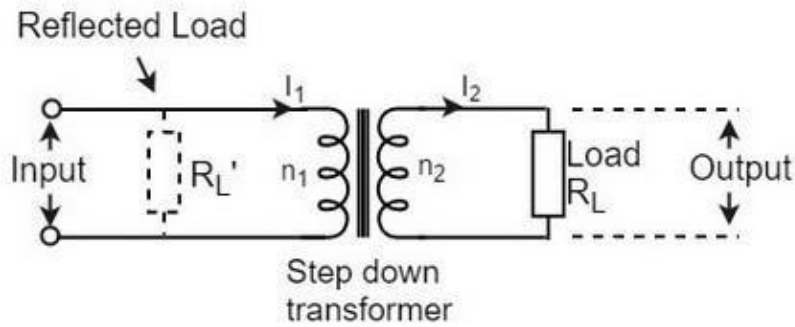 Reflected Load
I1
I2
Input
RL'
n1
n2
Load
RL
Output
Step down
transformer